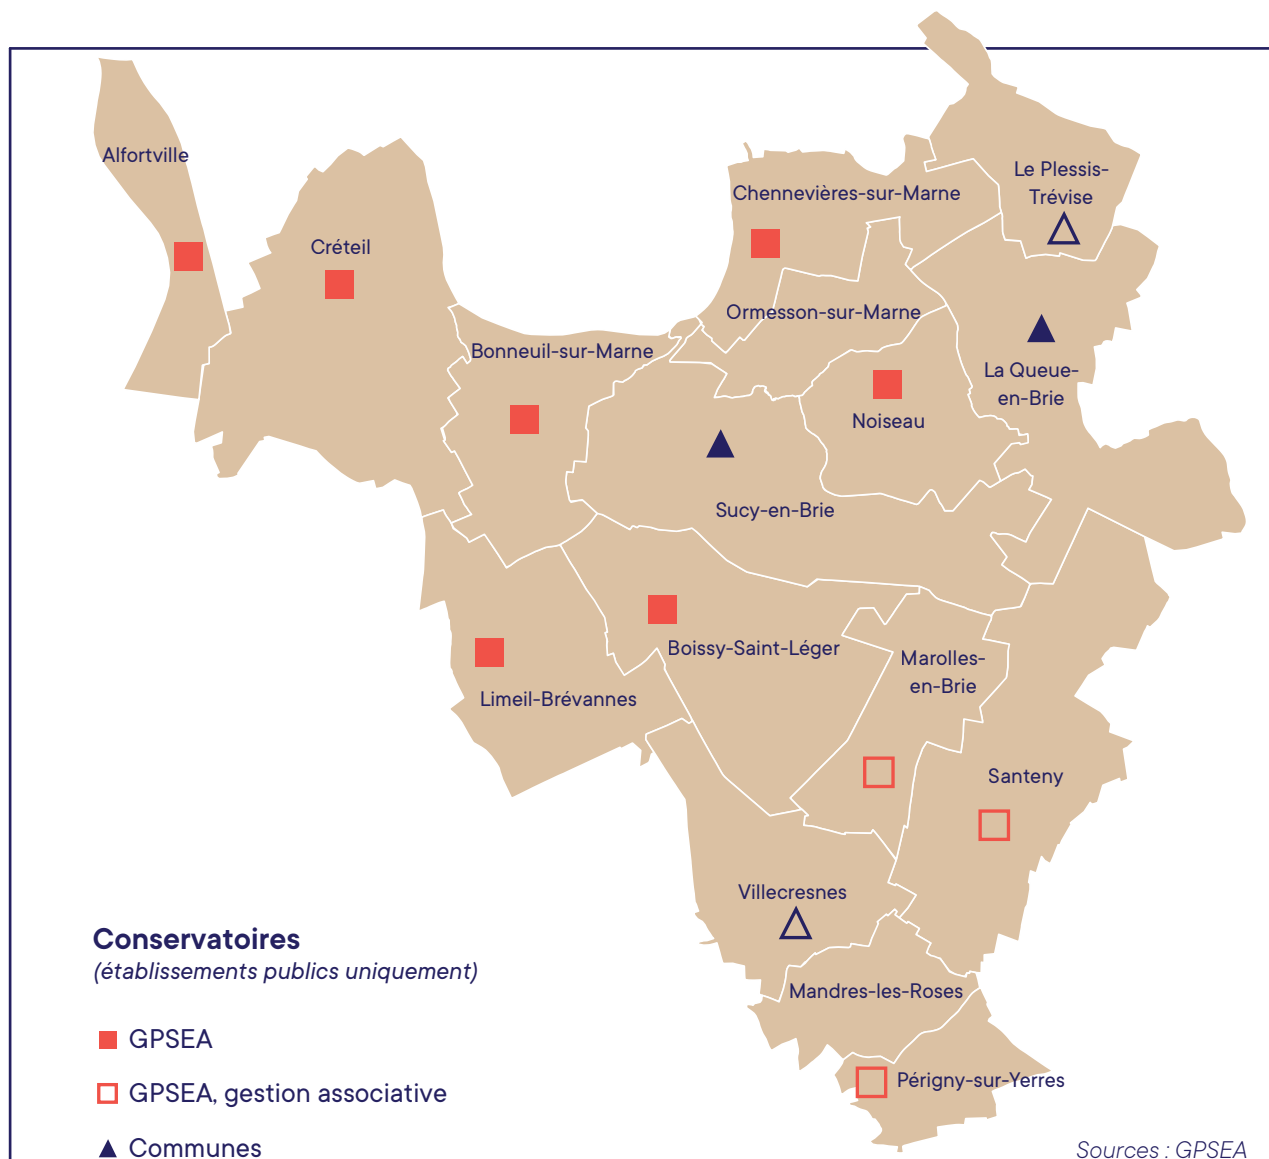 Alfortville
Créteil
Chennevières-sur-Marne
Le Plessis-
Trévise
Ormesson-sur-Marne
Bonneuil-sur-Marne
La Queue-
en-Brie
Noiseau
Sucy-en-Brie
Boissy-Saint-Léger
Marolles-
en-Brie
Limeil-Brévannes
Santeny
Villecresnes
Mandres-les-Roses
Périgny-sur-Yerres
Conservatoires
(établissements publics uniquement)
GPSEA
GPSEA, gestion associative
Communes
Sources : GPSEA